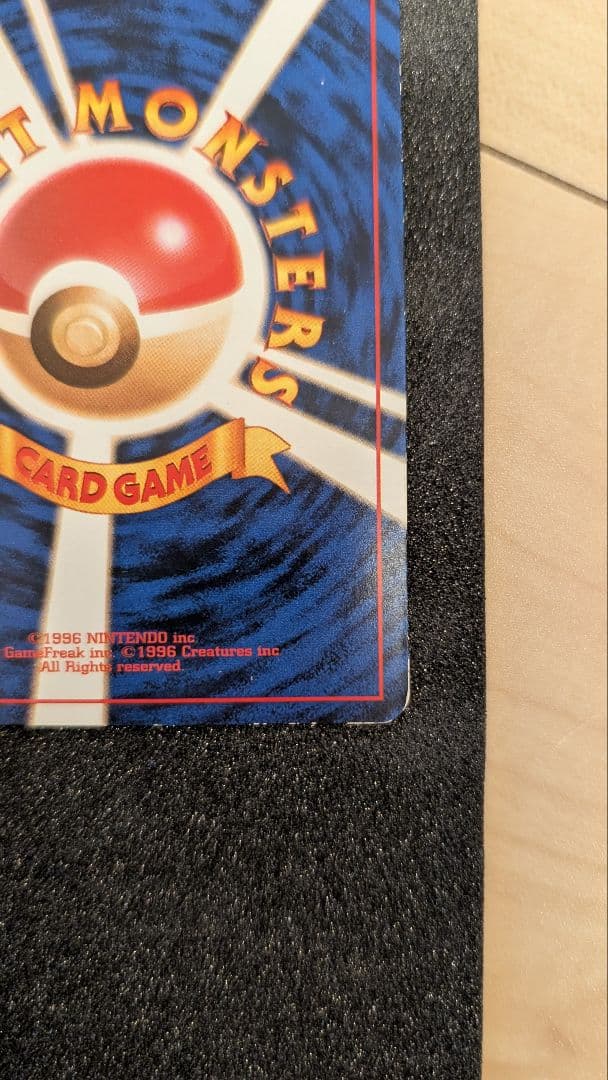 T MONSTERS
CARD GAME
©1996 NINTENDO inc
GameFreak inc. ©1996 Creatures inc
All Rights reserved.